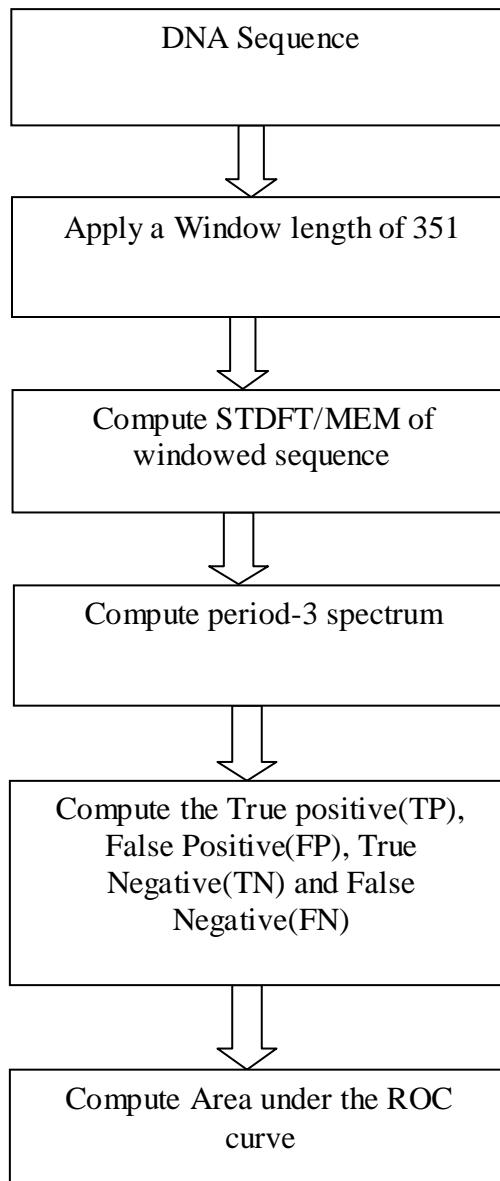 DNA Sequence
Apply a Window length of 351
Compute STDFT/MEM of
windowed sequence
Compute period-3 spectrum
Compute the True positive(TP),
False Positive(FP), True
Negative(TN) and False
Negative(FN)
Compute Area under the ROC
curve